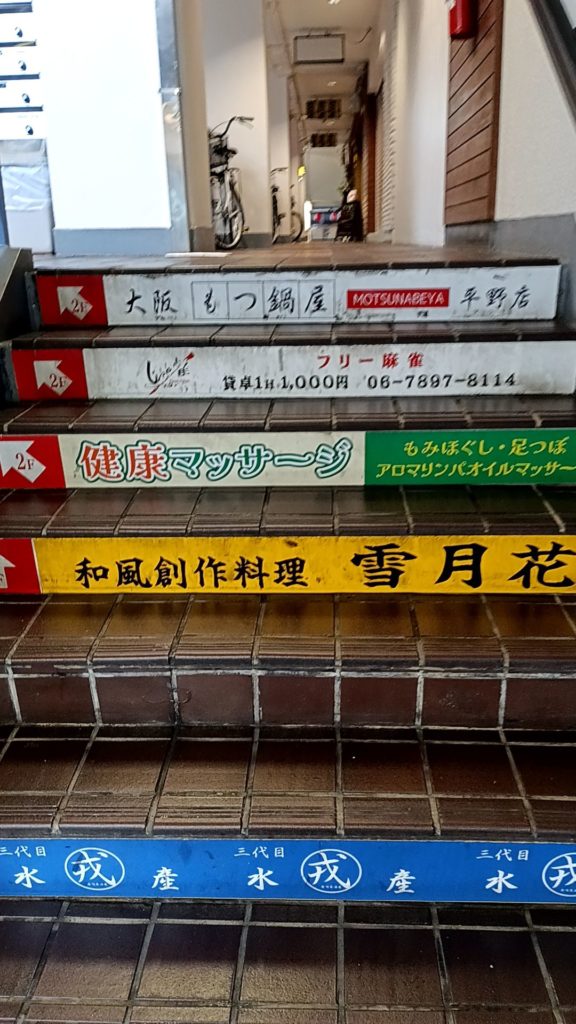 2F 大阪 もつ鍋屋 MOTSUNABEYA 平野店
2F フリー麻雀
貸卓1H 1,000円 06-7897-8114
2F 健康マッサージ もみほぐし・足つぼ
アロマリンパオイルマッサー
和風創作料理 雪月花
三代目 三代目 三代目
水 戎 産 水 戎 産 水 戎